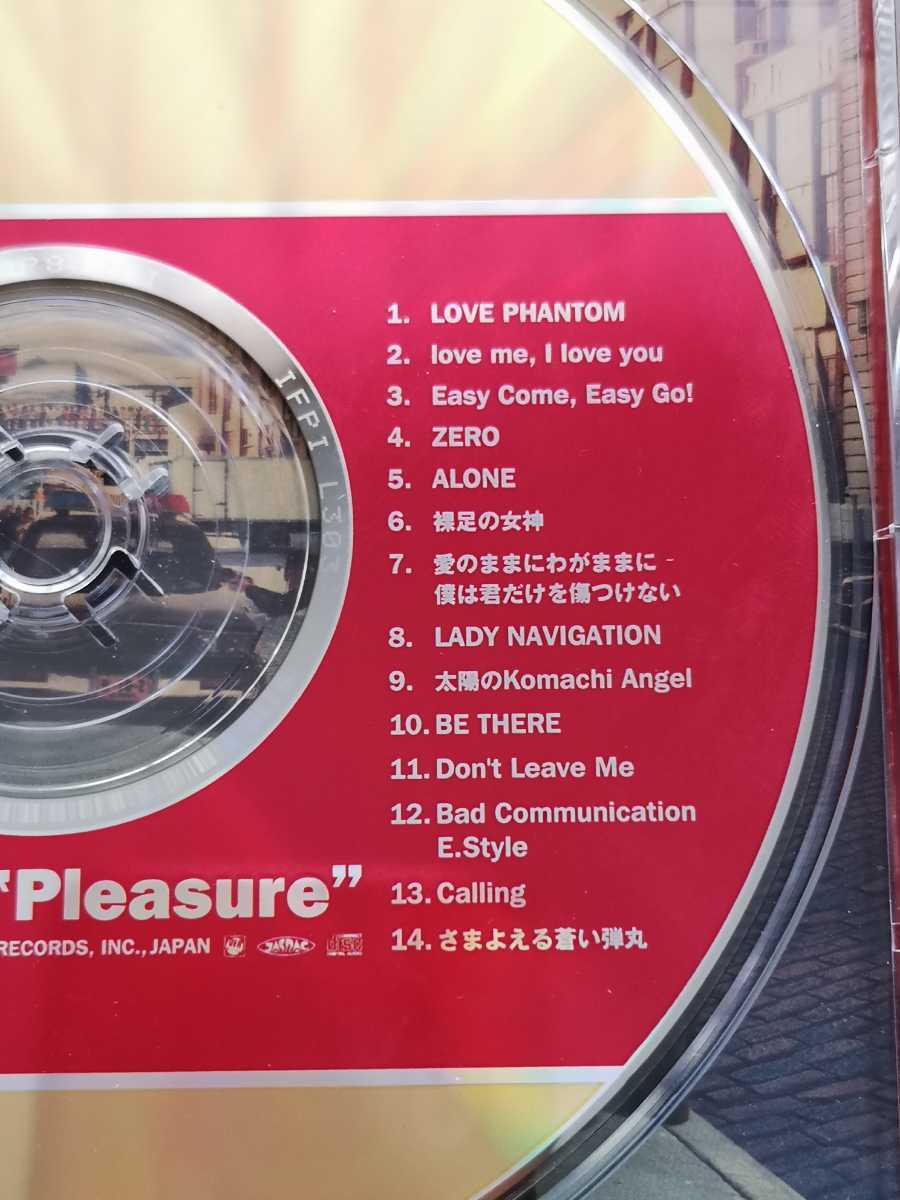 1. LOVE PHANTOM
2. love me, I love you
3. Easy Come, Easy Go!
4. ZERO
5. ALONE
6. 裸足の女神
7. 愛のままにわがままに -
僕は君だけを傷つけない
8. LADY NAVIGATION
9. 太陽のKomachi Angel
10. BE THERE
11. Don't Leave Me
12. Bad Communication
E.Style
13. Calling
14. さまよえる蒼い弾丸
IFPI L303
"Pleasure"
RECORDS, INC., JAPAN JASRAC disc DIGITAL AUDIO